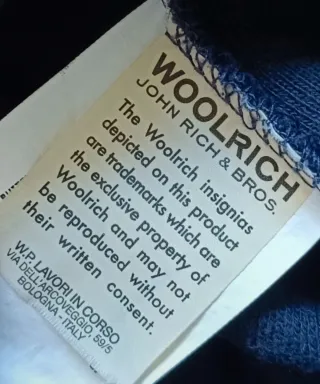 WOOLRICH
JOHN RICH & BROS.
The Woolrich insignias
depicted on this product
are trademarks which are
the exclusive property of
Woolrich and may not
be reproduced without
their written consent.
W.P. LAVORI IN CORSO
VIA DELL'ARCOVEGGIO, 59/5
BOLOGNA - ITALY